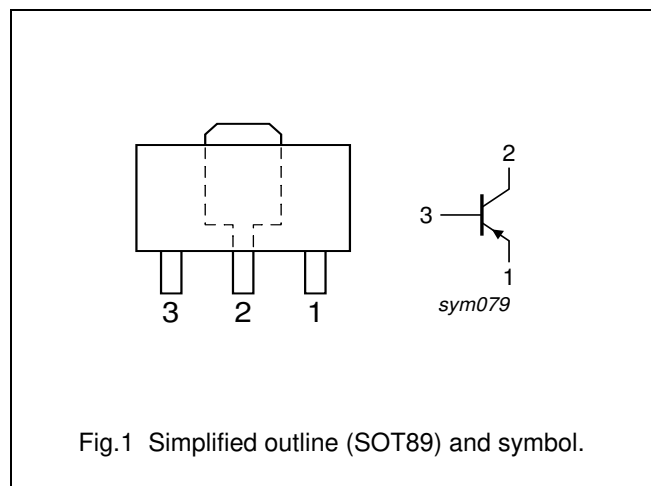 2
3
1
sym079
3 2 1
Fig.1 Simplified outline (SOT89) and symbol.